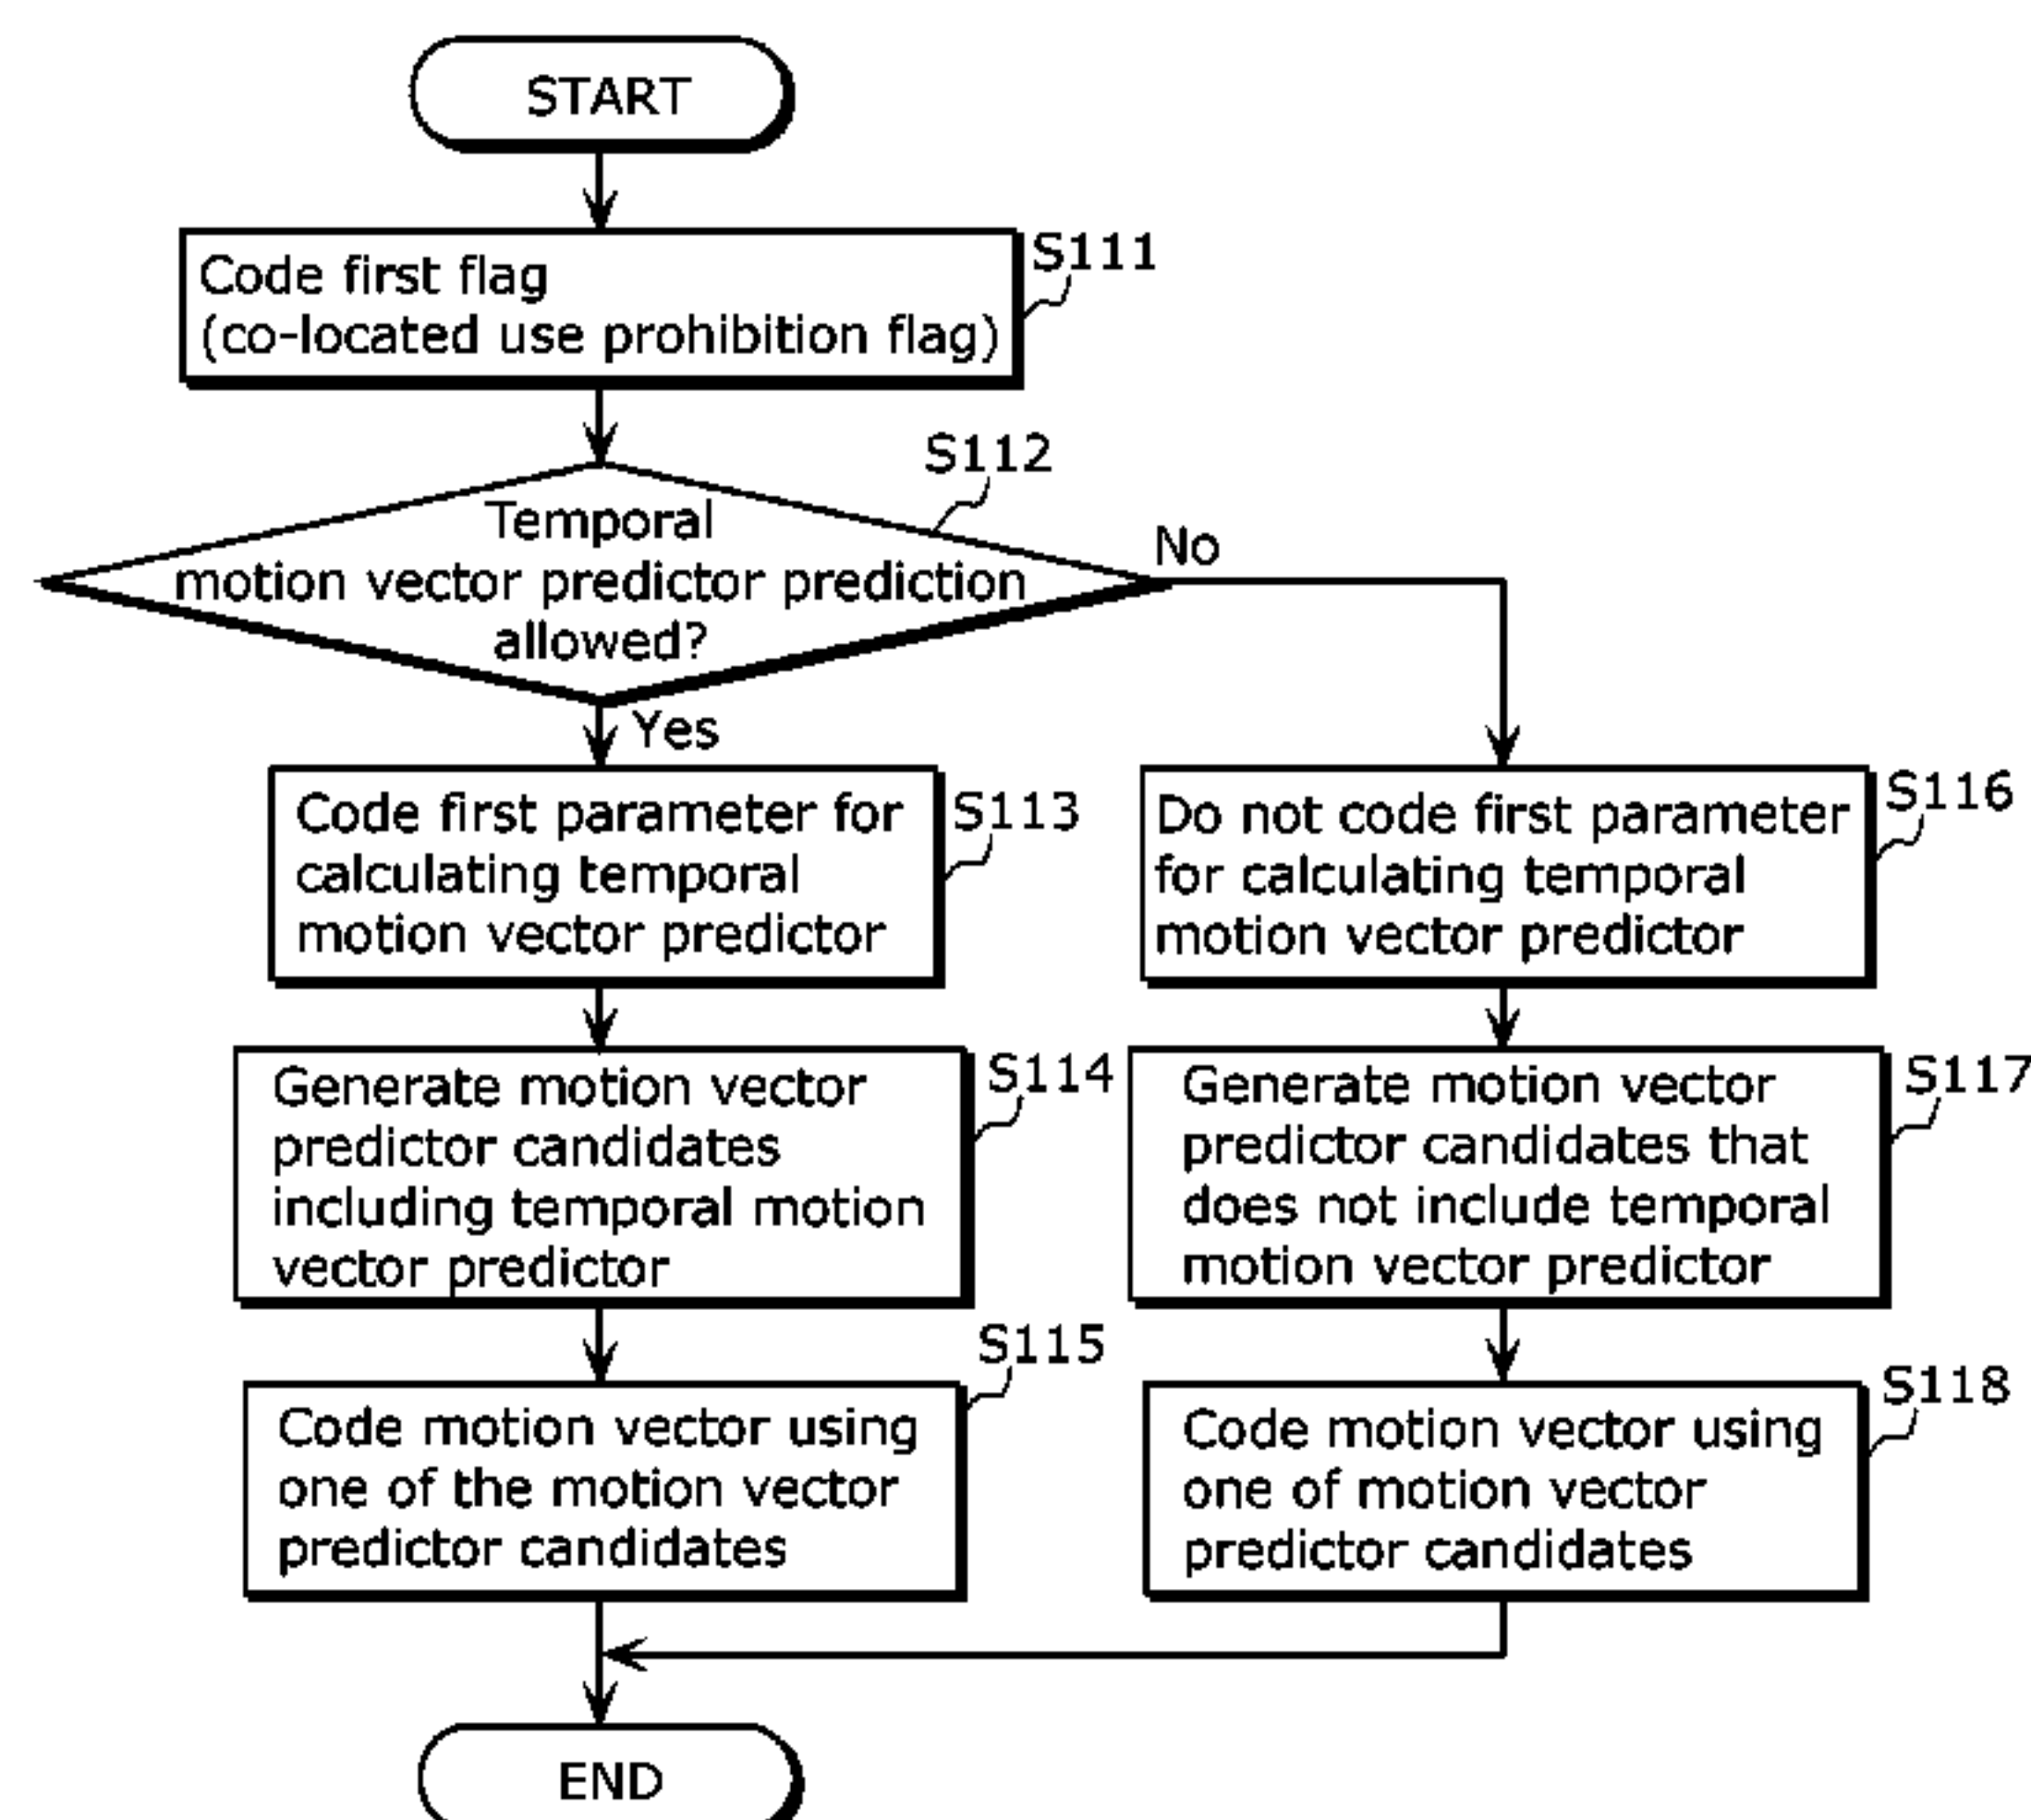 START
Code first flag
(co-located use prohibition flag)
S111
S112
Temporal
motion vector predictor prediction
allowed?
No
Yes
Code first parameter for
calculating temporal
motion vector predictor
S113
Do not code first parameter
for calculating temporal
motion vector predictor
S116
Generate motion vector
predictor candidates
including temporal motion
vector predictor
S114
Generate motion vector
predictor candidates that
does not include temporal
motion vector predictor
S117
Code motion vector using
one of the motion vector
predictor candidates
S115
Code motion vector using
one of motion vector
predictor candidates
S118
END